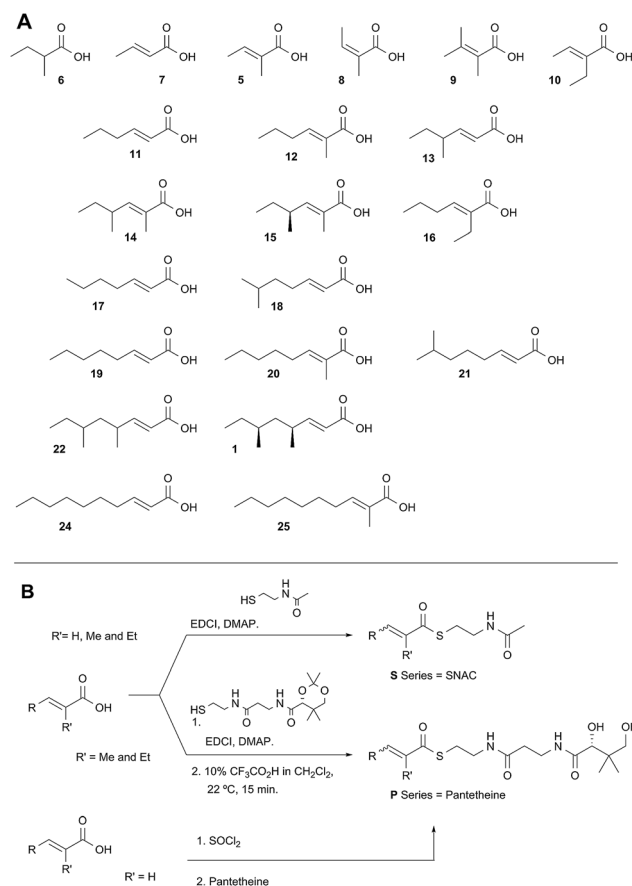 A
O
OH
6
O
OH
7
O
OH
5
O
OH
8
O
OH
9
O
OH
10
O
OH
11
O
OH
12
O
OH
13
O
OH
14
O
OH
15
O
OH
16
O
OH
17
O
OH
18
O
OH
19
O
OH
20
O
OH
21
O
OH
22
O
OH
1
O
OH
24
O
OH
25
B
HS
H
N
O
EDCI, DMAP.
R'= H, Me and Et
O
R
OH
R'
R' = Me and Et
O
R
S
R'
H
N
O
S Series = SNAC
HS
1.
H
N
O
H
N
O
O
O
EDCI, DMAP.
2. 10% CF3CO2H in CH2Cl2,
22 ºC, 15 min.
O
R
S
R'
H
N
O
H
N
O
OH
OH
P Series = Pantetheine
O
R
OH
R'
R' = H
1. SOCl2
2. Pantetheine